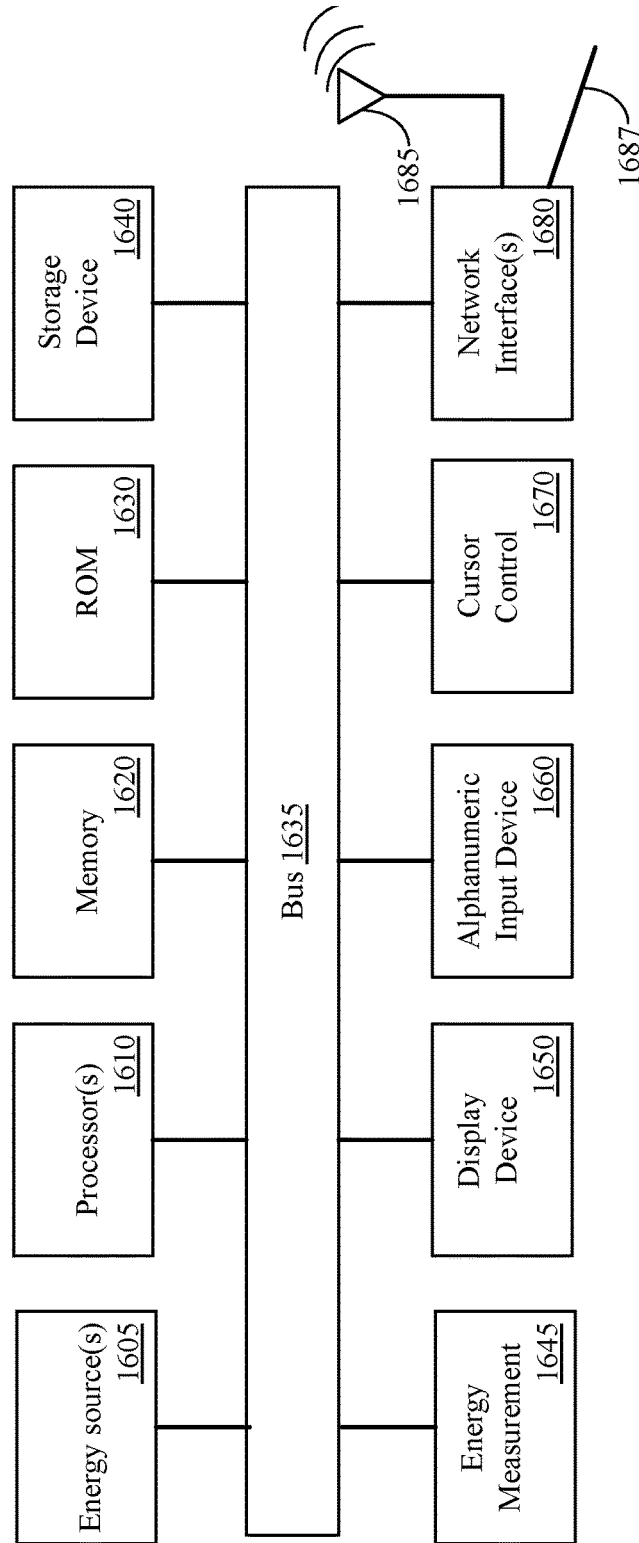 Energy source(s)
1605
Processor(s)
1610
Memory
1620
ROM
1630
Storage
Device
1640
Bus 1635
Energy
Measurement
1645
Display
Device
1650
Alphanumeric
Input Device
1660
Cursor
Control
1670
Network
Interface(s)
1680
1685
1687